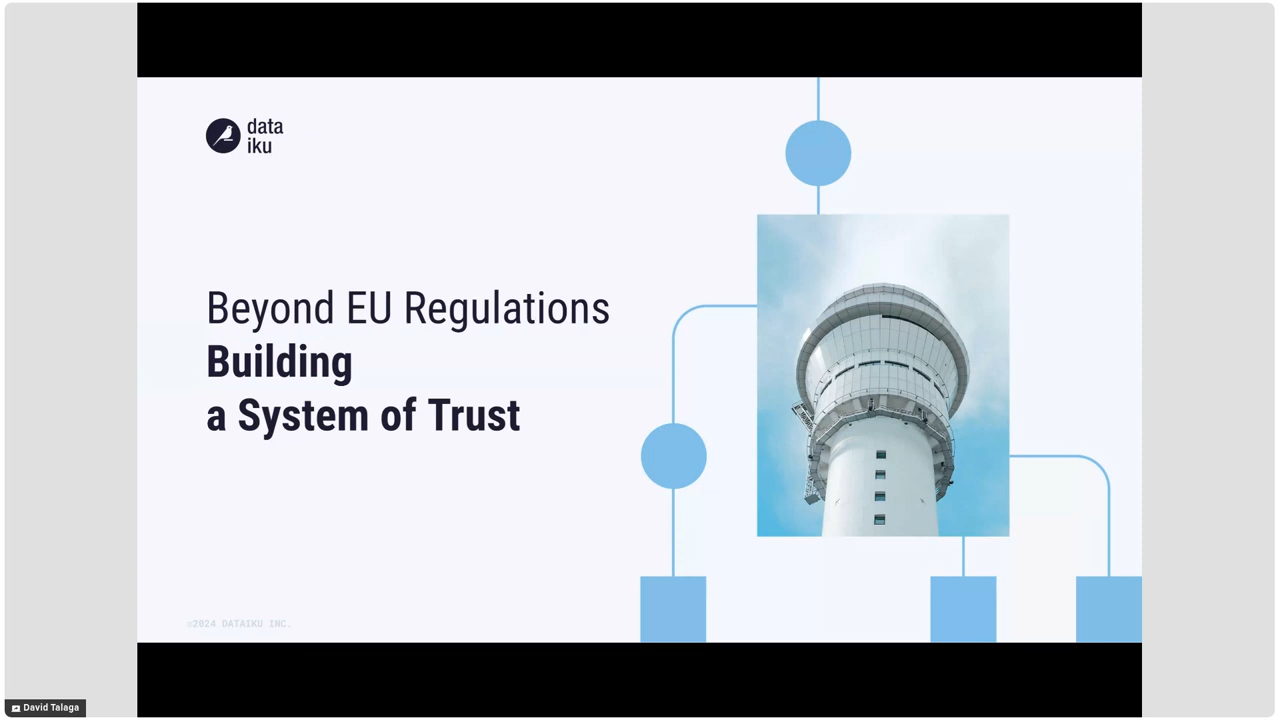 data
iku
Beyond EU Regulations
Building
a System of Trust
©2024 DATAIKU INC.
David Talaga